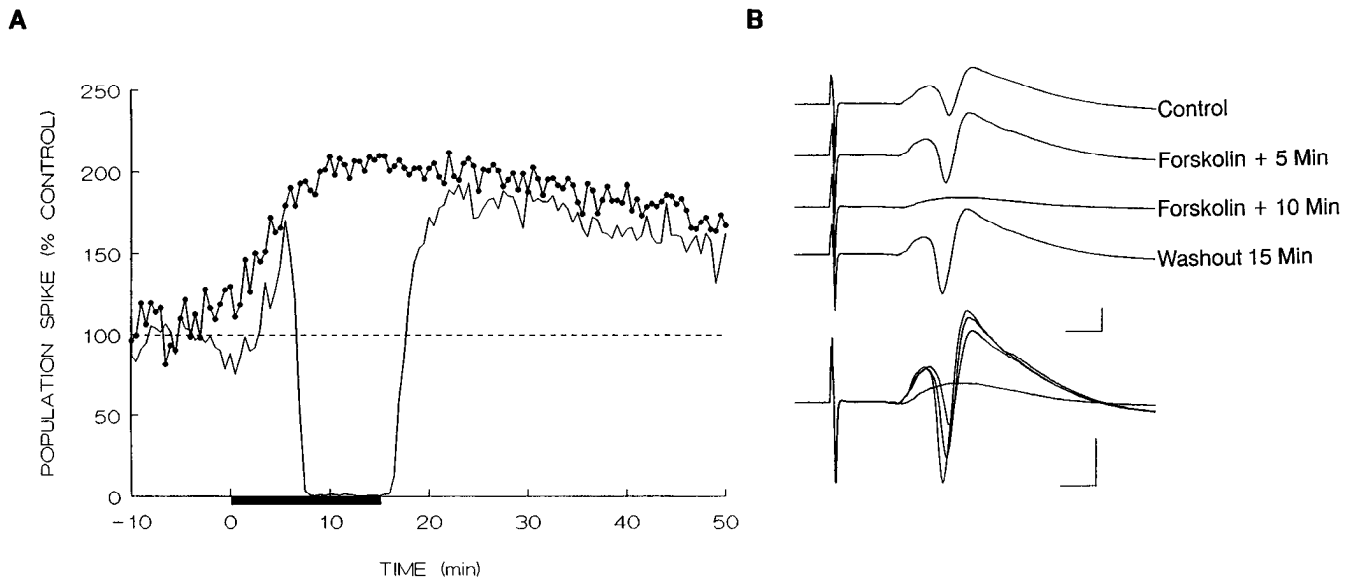 A
B
POPULATION SPIKE (% CONTROL)
250
200
150
100
50
0
-10
0
10
20
30
40
50
TIME (min)
Control
Forskolin + 5 Min
Forskolin + 10 Min
Washout 15 Min